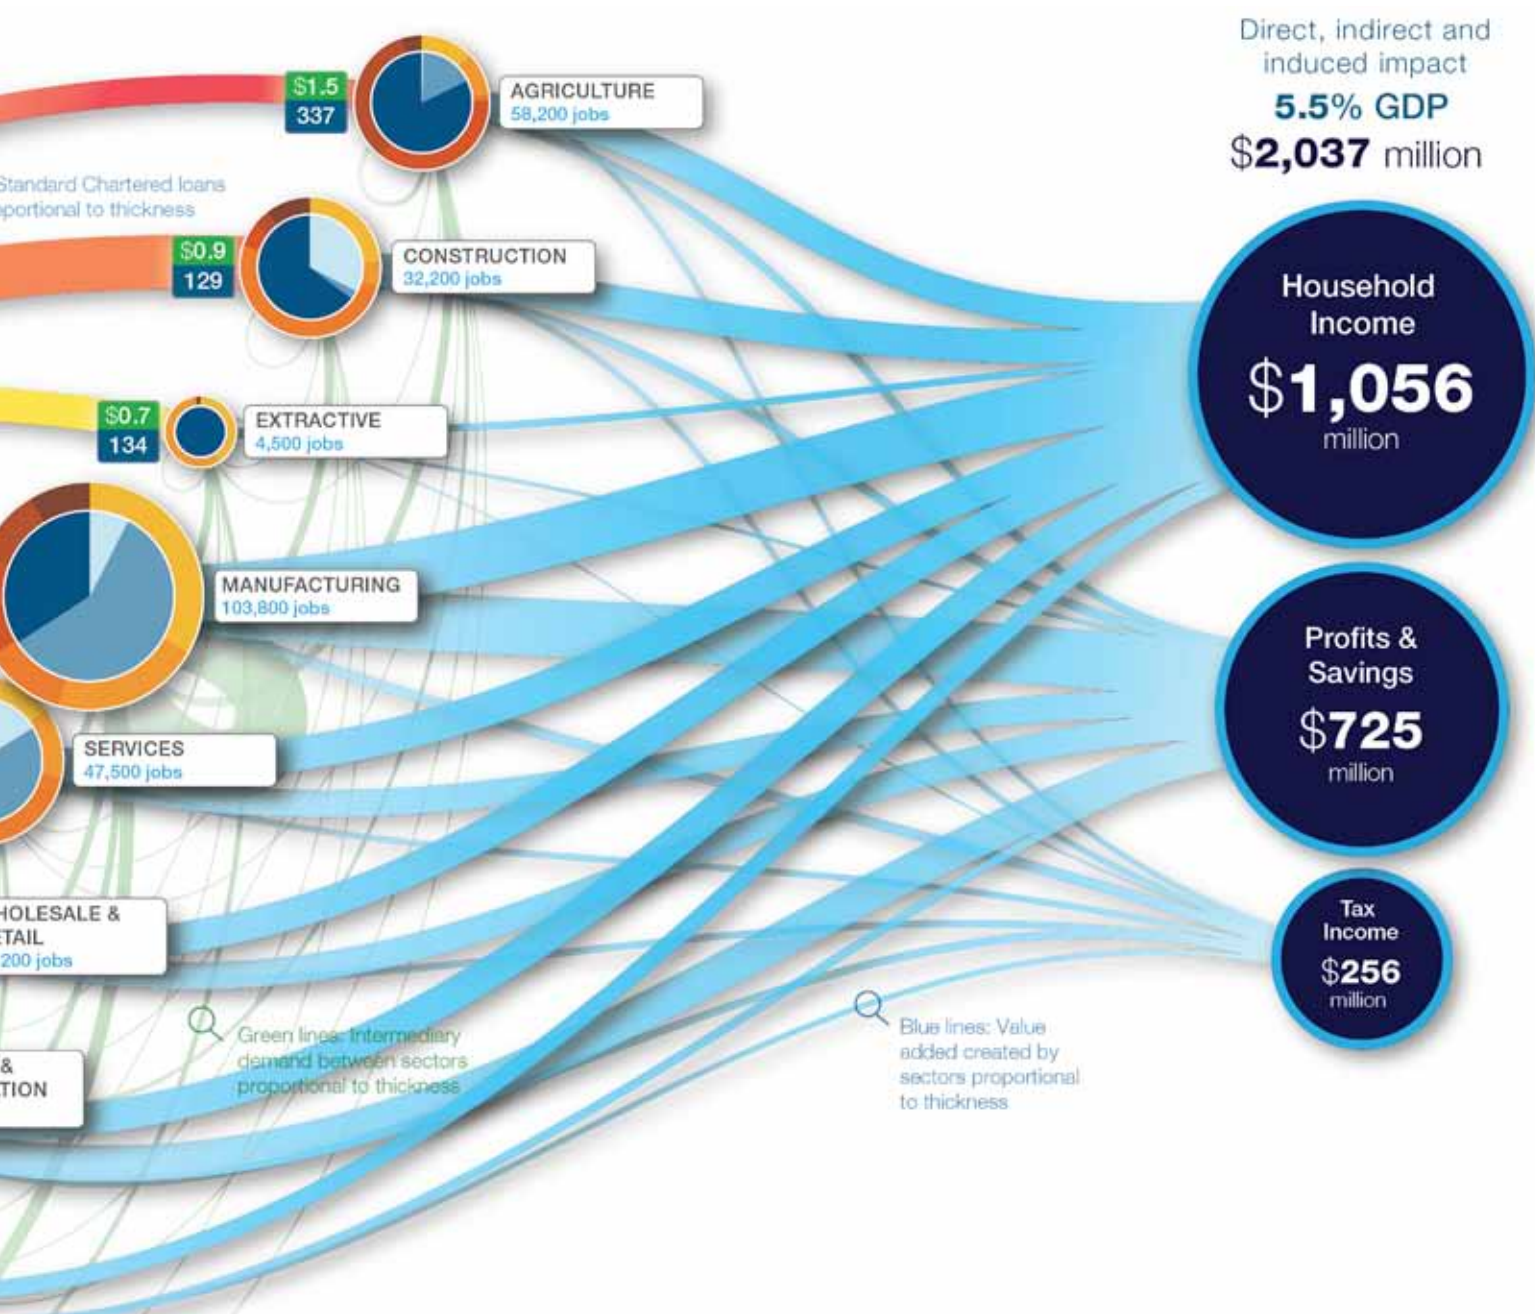 Direct, indirect and
induced impact
5.5% GDP
$2,037 million
$1.5
337
AGRICULTURE
58,200 jobs
Standard Chartered loans
portional to thickness
$0.9
129
CONSTRUCTION
32,200 jobs
$0.7
134
EXTRACTIVE
4,500 jobs
MANUFACTURING
103,800 jobs
SERVICES
47,500 jobs
HOLESALE &
TAIL
200 jobs
&
TION
Household
Income
$1,056
million
Profits &
Savings
$725
million
Tax
Income
$256
million
Green lines: Intermediary
demand between sectors
proportional to thickness
Blue lines: Value
added created by
sectors proportional
to thickness